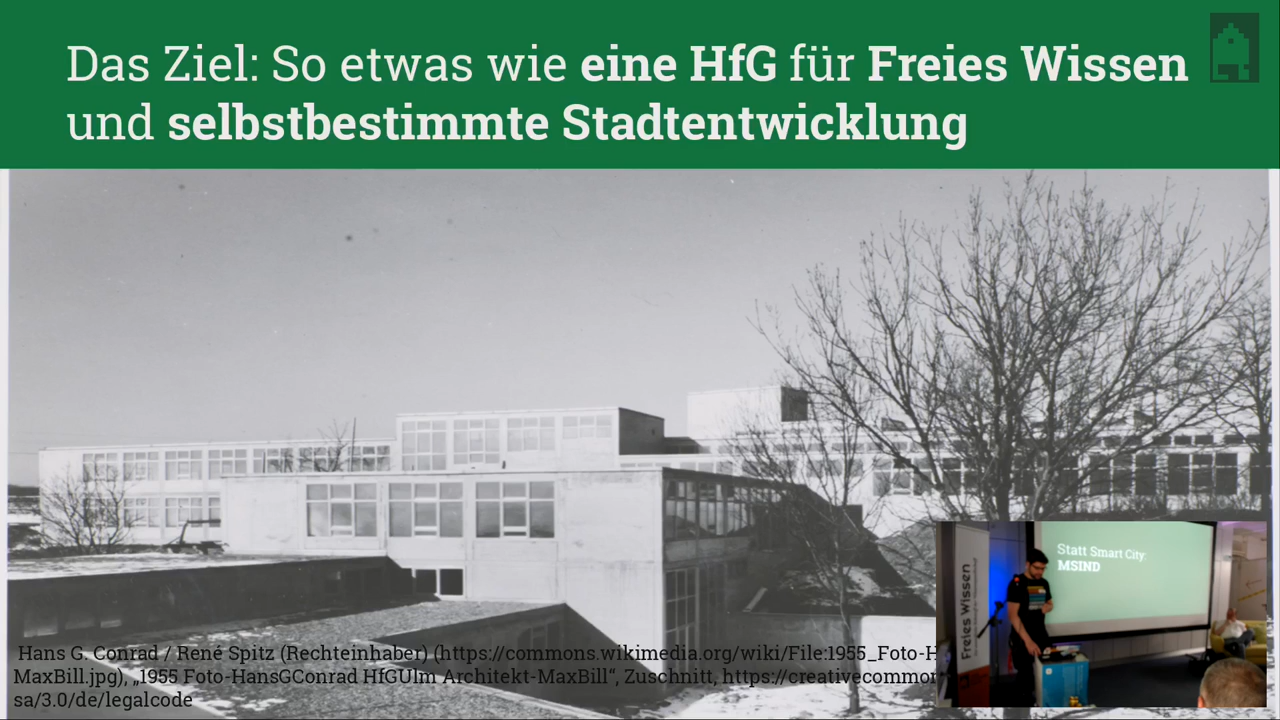 Das Ziel: So etwas wie eine HfG für Freies Wissen
und selbstbestimmte Stadtentwicklung
Hans G. Conrad / René Spitz (Rechteinhaber) (https://commons.wikimedia.org/wiki/File:1955_Foto-H
MaxBill.jpg), „1955 Foto-HansGConrad HfGUlm Architekt-MaxBill“, Zuschnitt, https://creativecommon
sa/3.0/de/legalcode
Statt Smart City:
MSIND
Freies Wissen